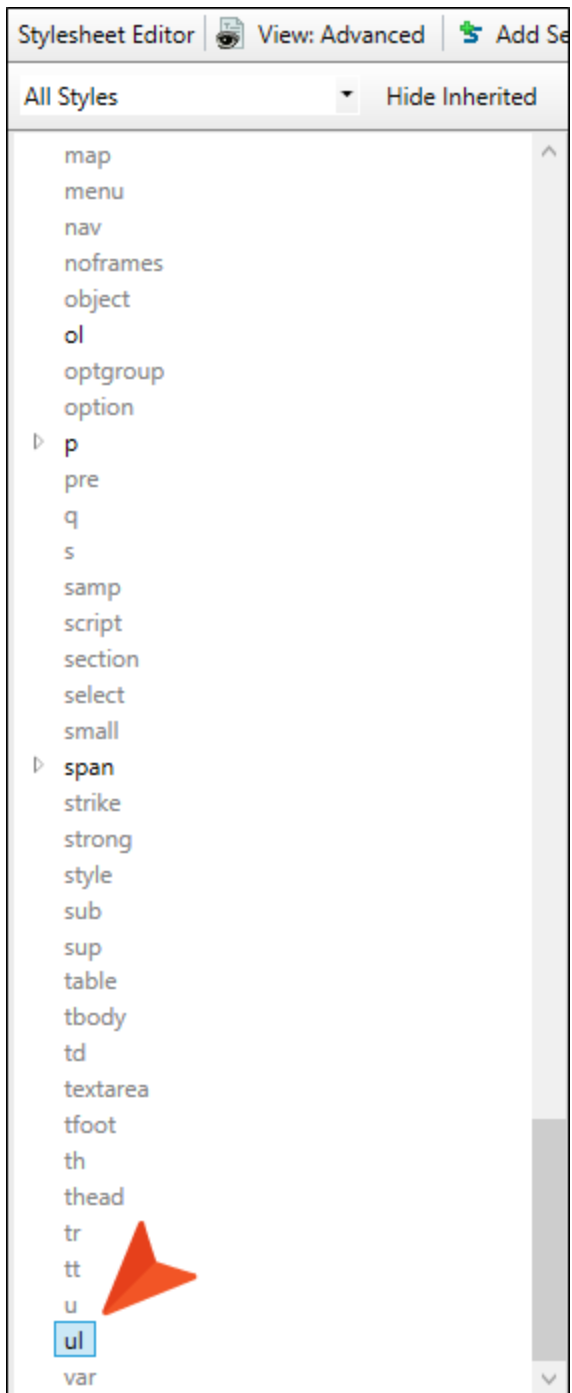 Stylesheet Editor View: Advanced Add Se
All Styles Hide Inherited
map
menu
nav
noframes
object
ol
optgroup
option
p
pre
q
s
samp
script
section
select
small
span
strike
strong
style
sub
sup
table
tbody
td
textarea
tfoot
th
thead
tr
tt
u
ul
var